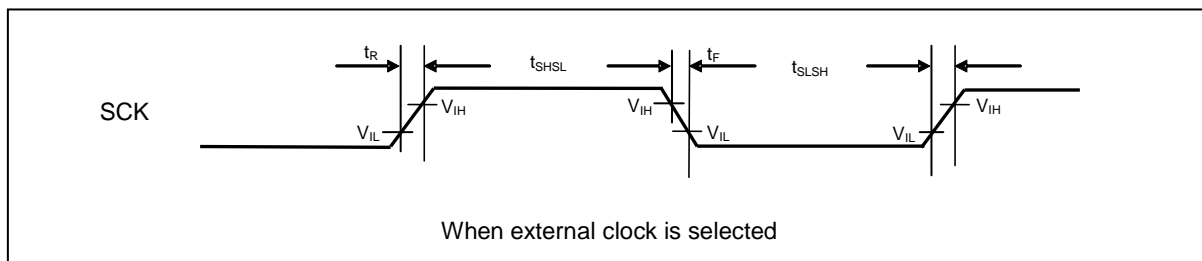 tR tSHSL tF tSLSH
SCK VIH VIH VIH
VIL VIL VIL
When external clock is selected